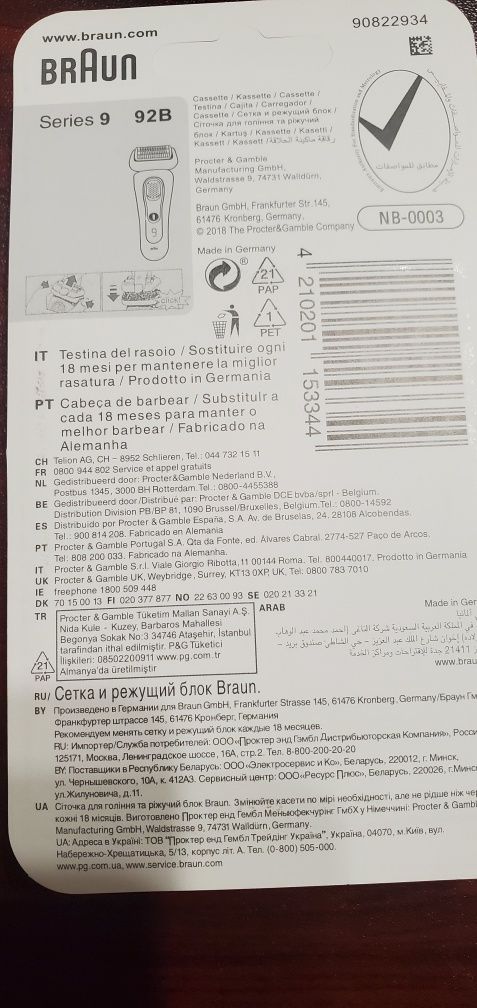 www.braun.com
90822934
BRAUN
Series 9 92B
Cassette / Kassette / Cassette /
Testina / Cajita / Carregador /
Cassette / Сетка и режущий блок /
Сіточка для гоління та ріжучий
блок / Kartuş / Kassette / Kasetti /
Kassett / Kassett /
Procter & Gamble
Manufacturing GmbH,
Waldstrasse 9, 74731 Walldürn,
Germany
Braun GmbH, Frankfurter Str.145,
61476 Kronberg, Germany,
© 2018 The Procter&Gamble Company
مطابق للمواصفات
NB-0003
Made in Germany
®
21
PAP
1
PET
click!
4 210201 153344
IT Testina del rasoio / Sostituire ogni
18 mesi per mantenere la miglior
rasatura / Prodotto in Germania
PT Cabeça de barbear / Substitulr a
cada 18 meses para manter o
melhor barbear / Fabricado na
Alemanha
CH Telion AG, CH – 8952 Schlieren, Tel.: 044 732 15 11
FR 0800 944 802 Service et appel gratuits
NL Gedistribueerd door: Procter&Gamble Nederland B.V.,
Postbus 1345, 3000 BH Rotterdam.Tel.: 0800-4455388
BE Gedistribueerd door/Distribué par: Procter & Gamble DCE bvba/sprl - Belgium.
Distribution Division PB/BP 81, 1090 Brussel/Bruxelles, Belgium.Tel.: 0800-14592
ES Distribuido por Procter & Gamble España, S.A. Av. de Bruselas, 24. 28108 Alcobendas.
Tel.: 900 814 208. Fabricado en Alemania
PT Procter & Gamble Portugal S.A. Qta da Fonte, ed. Álvares Cabral, 2774-527 Paço de Arcos.
Tel: 808 200 033. Fabricado na Alemanha.
IT Procter & Gamble S.r.l. Viale Giorgio Ribotta,11 00144 Roma. Tel. 800440017. Prodotto in Germania
UK Procter & Gamble UK, Weybridge, Surrey, KT13 0XP, UK, Tel: 0800 783 7010
IE freephone 1800 509 448
DK 70 15 00 13 FI 020 377 877 NO 22 63 00 93 SE 020 21 33 21
TR Procter & Gamble Tüketim Mallan Sanayi A.Ş.
Nida Kule - Kuzey, Barbaros Mahallesi
Begonya Sokak No:3 34746 Ataşehir, İstanbul
tarafindan ithal edilmiştir. P&G Tüketici
İlişkileri: 08502200911 www.pg.com.tr
Almanya'da üretilmiştir
21
PAP
ARAB
Made in Ger
www.brau
RU/ Сетка и режущий блок Braun.
BY Произведено в Германии для Braun GmbH, Frankfurter Strasse 145, 61476 Kronberg, Germany/Браун Гм
Франкфуртер штрассе 145, 61476 Кронберг, Германия
Рекомендуем менять сетку и режущий блок каждые 18 месяцев.
RU: Импортер/Служба потребителей: ООО «Проктер энд Гэмбл Дистрибьюторская Компания», Росси
125171, Москва, Ленинградское шоссе, 16А, стр.2. Тел. 8-800-200-20-20
BY: Поставщики в Республику Беларусь: ООО «Электросервис и Ко», Беларусь, 220012, г. Минск,
ул. Чернышевского, 10А, к. 412А3. Сервисный центр: ООО «Ресурс Плюс», Беларусь, 220026, г.Минс
ул.Жилуновича, д.11.
UA Сіточка для гоління та ріжучий блок Braun. Змінюйте касети по мірі необхідності, але не рідше ніж че
кожні 18 місяців. Виготовлено Проктер енд Гембл Меньюфекчурінг ГмбХ у Німеччині: Procter & Gambl
Manufacturing GmbH, Waldstrasse 9, 74731 Walldürn, Germany.
UA: Адреса в Україні: ТОВ "Проктер енд Гембл Трейдінг Україна", Україна, 04070, м.Київ, вул.
Набережно-Хрещатицька, 5/13, корпус літ. А. Тел. (0-800) 505-000.
www.pg.com.ua, www.service.braun.com